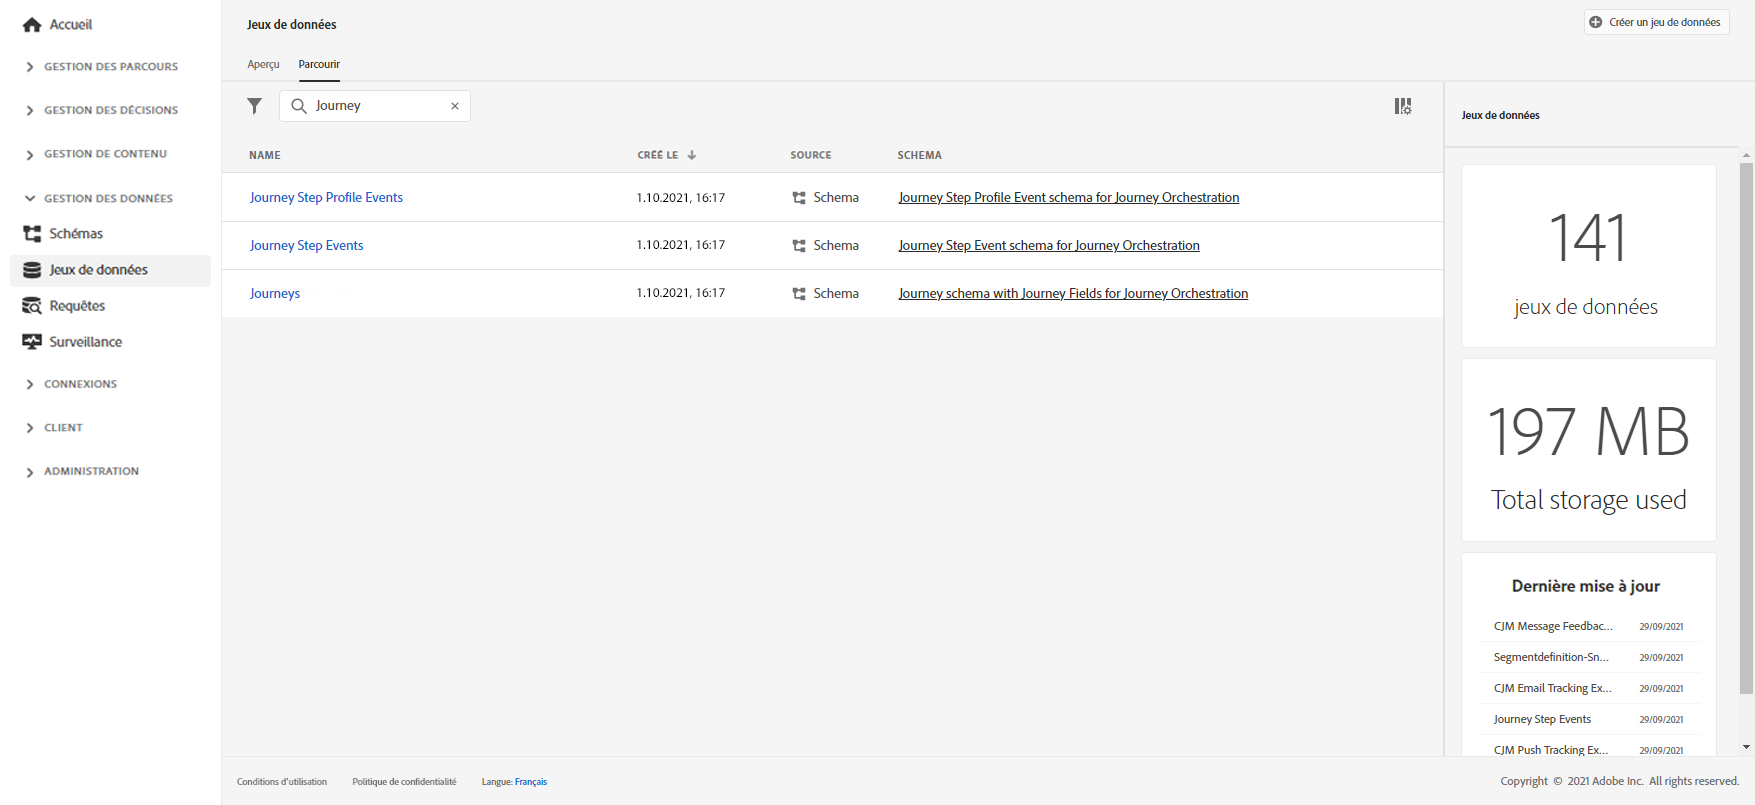 Accueil
GESTION DES PARCOURS
GESTION DES DÉCISIONS
GESTION DE CONTENU
GESTION DES DONNÉES
Schémas
Jeux de données
Requêtes
Surveillance
CONNEXIONS
CLIENT
ADMINISTRATION
Jeux de données
Créer un jeu de données
Aperçu Parcourir
Journey
NAME CRÉÉ LE SOURCE SCHEMA
Journey Step Profile Events 1.10.2021, 16:17 Schema Journey Step Profile Event schema for Journey Orchestration
Journey Step Events 1.10.2021, 16:17 Schema Journey Step Event schema for Journey Orchestration
Journeys 1.10.2021, 16:17 Schema Journey schema with Journey Fields for Journey Orchestration
Jeux de données
141
jeux de données
197 MB
Total storage used
Dernière mise à jour
CJM Message Feedbac... 29/09/2021
Segmentdefinition-Sn... 29/09/2021
CJM Email Tracking Ex... 29/09/2021
Journey Step Events 29/09/2021
CJM Push Tracking Ex... 29/09/2021
Conditions d'utilisation Politique de confidentialité Langue: Français
Copyright © 2021 Adobe Inc. All rights reserved.